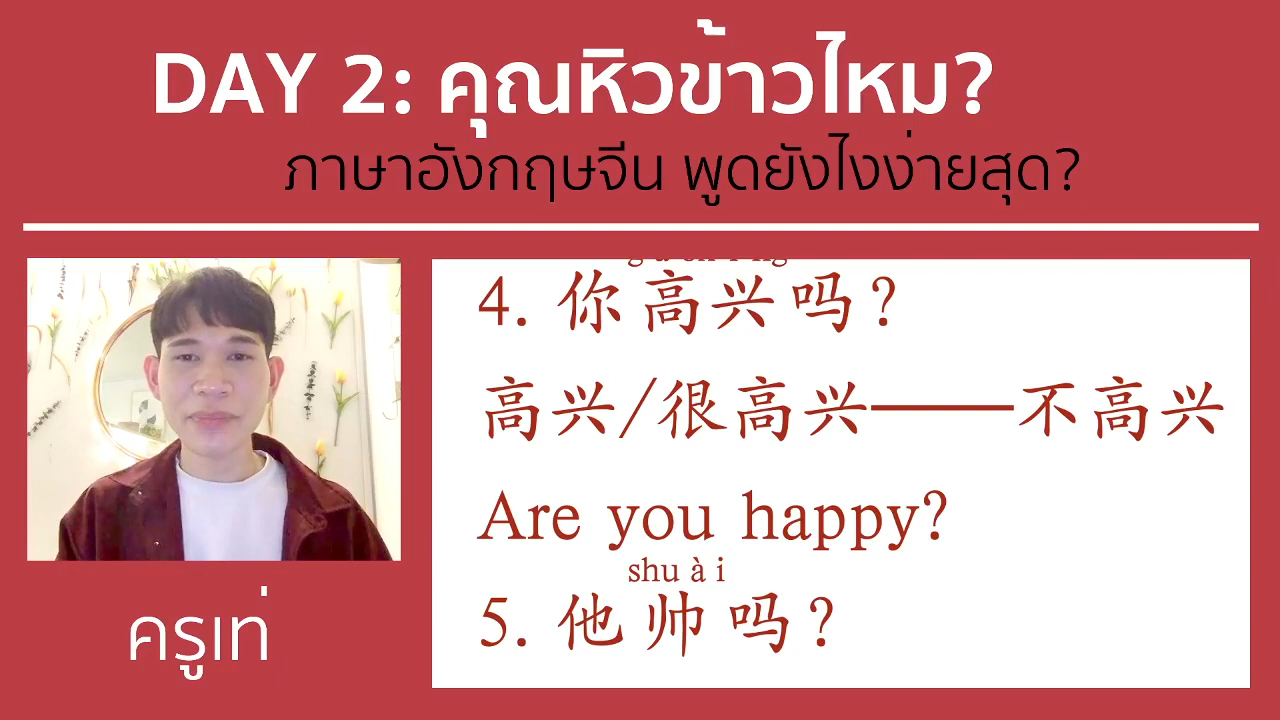 DAY 2: คุณหิวข้าวไหม?
ภาษาอังกฤษจีน พูดยังไงง่ายสุด?
4. 你高兴吗？
高兴/很高兴——不高兴
Are you happy?
shu à i
5. 他帅吗？
ครูเท่